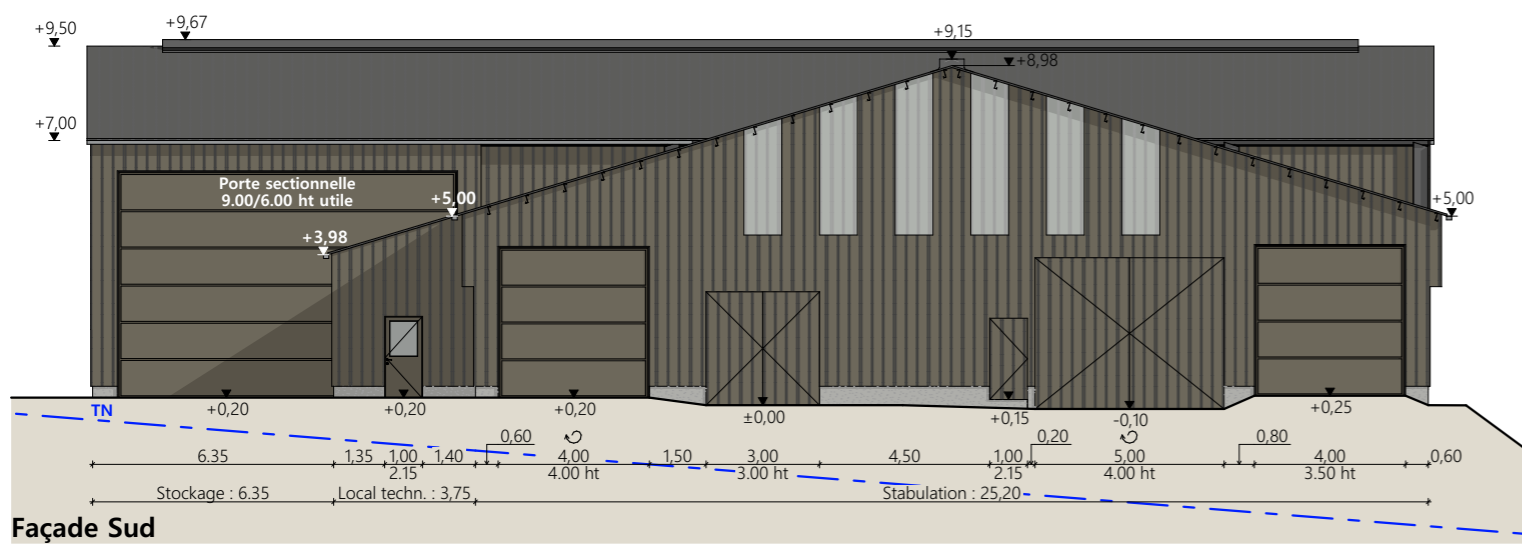 +9,67
+9,50
+9,15
+8,98
+7,00
Porte sectionnelle
9.00/6.00 ht utile
+5,00
+5,00
+3,98
TN
+0,20
+0,20
+0,20
±0,00
+0,15
-0,10
+0,25
0,60
0,20
0,80
6.35
1,35
1,00
1,40
4,00
1,50
3,00
4,50
1,00
5,00
4,00
0,60
2.15
4.00 ht
3.00 ht
2.15
4.00 ht
3.50 ht
Stockage : 6.35
Local techn. : 3,75
Stabulation : 25,20
Façade Sud